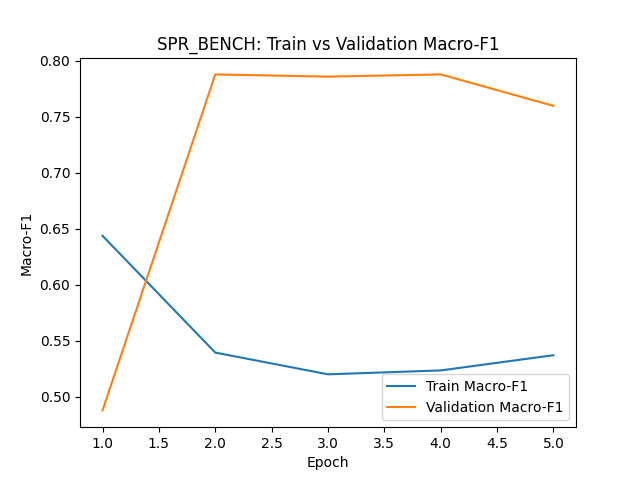 SPR_BENCH: Train vs Validation Macro-F1
Macro-F1
0.80
0.75
0.70
0.65
0.60
0.55
0.50
Train Macro-F1
Validation Macro-F1
1.0 1.5 2.0 2.5 3.0 3.5 4.0 4.5 5.0
Epoch